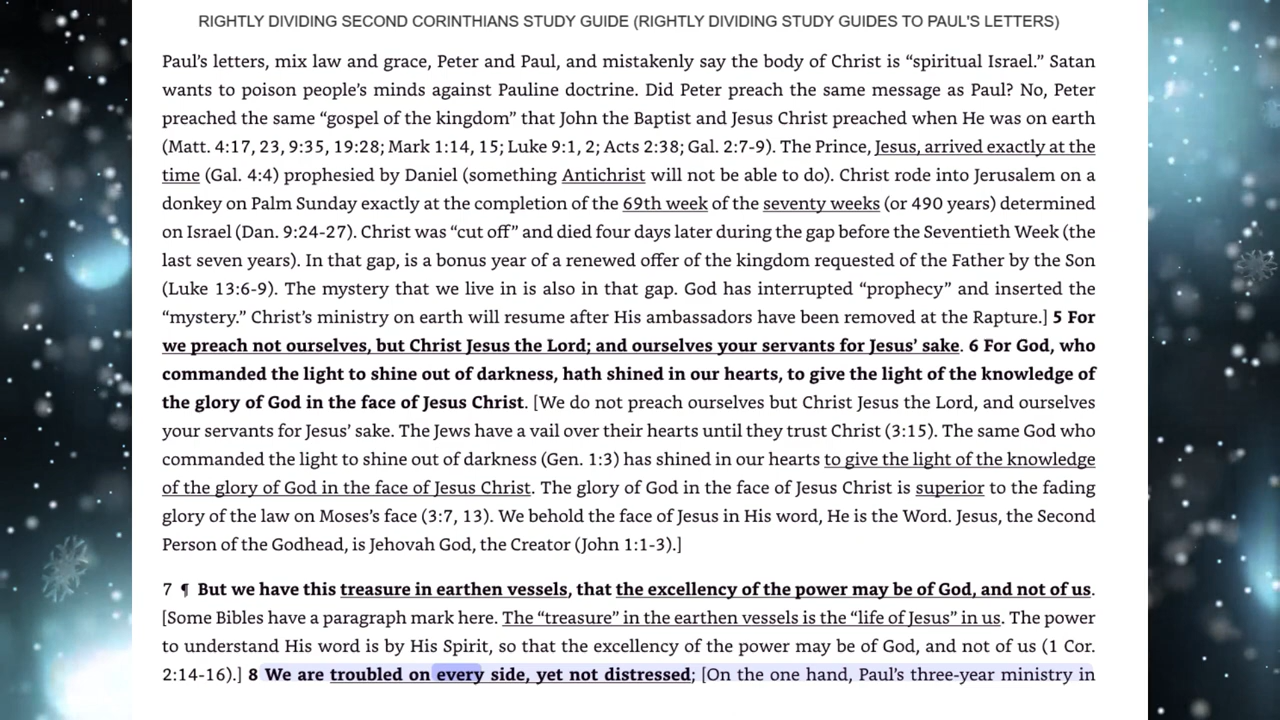 RIGHTLY DIVIDING SECOND CORINTHIANS STUDY GUIDE (RIGHTLY DIVIDING STUDY GUIDES TO PAUL'S LETTERS)
Paul's letters, mix law and grace, Peter and Paul, and mistakenly say the body of Christ is “spiritual Israel.” Satan
wants to poison people's minds against Pauline doctrine. Did Peter preach the same message as Paul? No, Peter
preached the same “gospel of the kingdom” that John the Baptist and Jesus Christ preached when He was on earth
(Matt. 4:17, 23, 9:35, 19:28; Mark 1:14, 15; Luke 9:1, 2; Acts 2:38; Gal. 2:7-9). The Prince, Jesus, arrived exactly at the
time (Gal. 4:4) prophesied by Daniel (something Antichrist will not be able to do). Christ rode into Jerusalem on a
donkey on Palm Sunday exactly at the completion of the 69th week of the seventy weeks (or 490 years) determined
on Israel (Dan. 9:24-27). Christ was “cut off” and died four days later during the gap before the Seventieth Week (the
last seven years). In that gap, is a bonus year of a renewed offer of the kingdom requested of the Father by the Son
(Luke 13:6-9). The mystery that we live in is also in that gap. God has interrupted “prophecy” and inserted the
“mystery.” Christ's ministry on earth will resume after His ambassadors have been removed at the Rapture.] 5 For
we preach not ourselves, but Christ Jesus the Lord; and ourselves your servants for Jesus' sake. 6 For God, who
commanded the light to shine out of darkness, hath shined in our hearts, to give the light of the knowledge of
the glory of God in the face of Jesus Christ. [We do not preach ourselves but Christ Jesus the Lord, and ourselves
your servants for Jesus' sake. The Jews have a vail over their hearts until they trust Christ (3:15). The same God who
commanded the light to shine out of darkness (Gen. 1:3) has shined in our hearts to give the light of the knowledge
of the glory of God in the face of Jesus Christ. The glory of God in the face of Jesus Christ is superior to the fading
glory of the law on Moses's face (3:7, 13). We behold the face of Jesus in His word, He is the Word. Jesus, the Second
Person of the Godhead, is Jehovah God, the Creator (John 1:1-3).]
7 ¶ But we have this treasure in earthen vessels, that the excellency of the power may be of God, and not of us.
[Some Bibles have a paragraph mark here. The “treasure” in the earthen vessels is the “life of Jesus” in us. The power
to understand His word is by His Spirit, so that the excellency of the power may be of God, and not of us (1 Cor.
2:14-16).] 8 We are troubled on every side, yet not distressed; [On the one hand, Paul's three-year ministry in